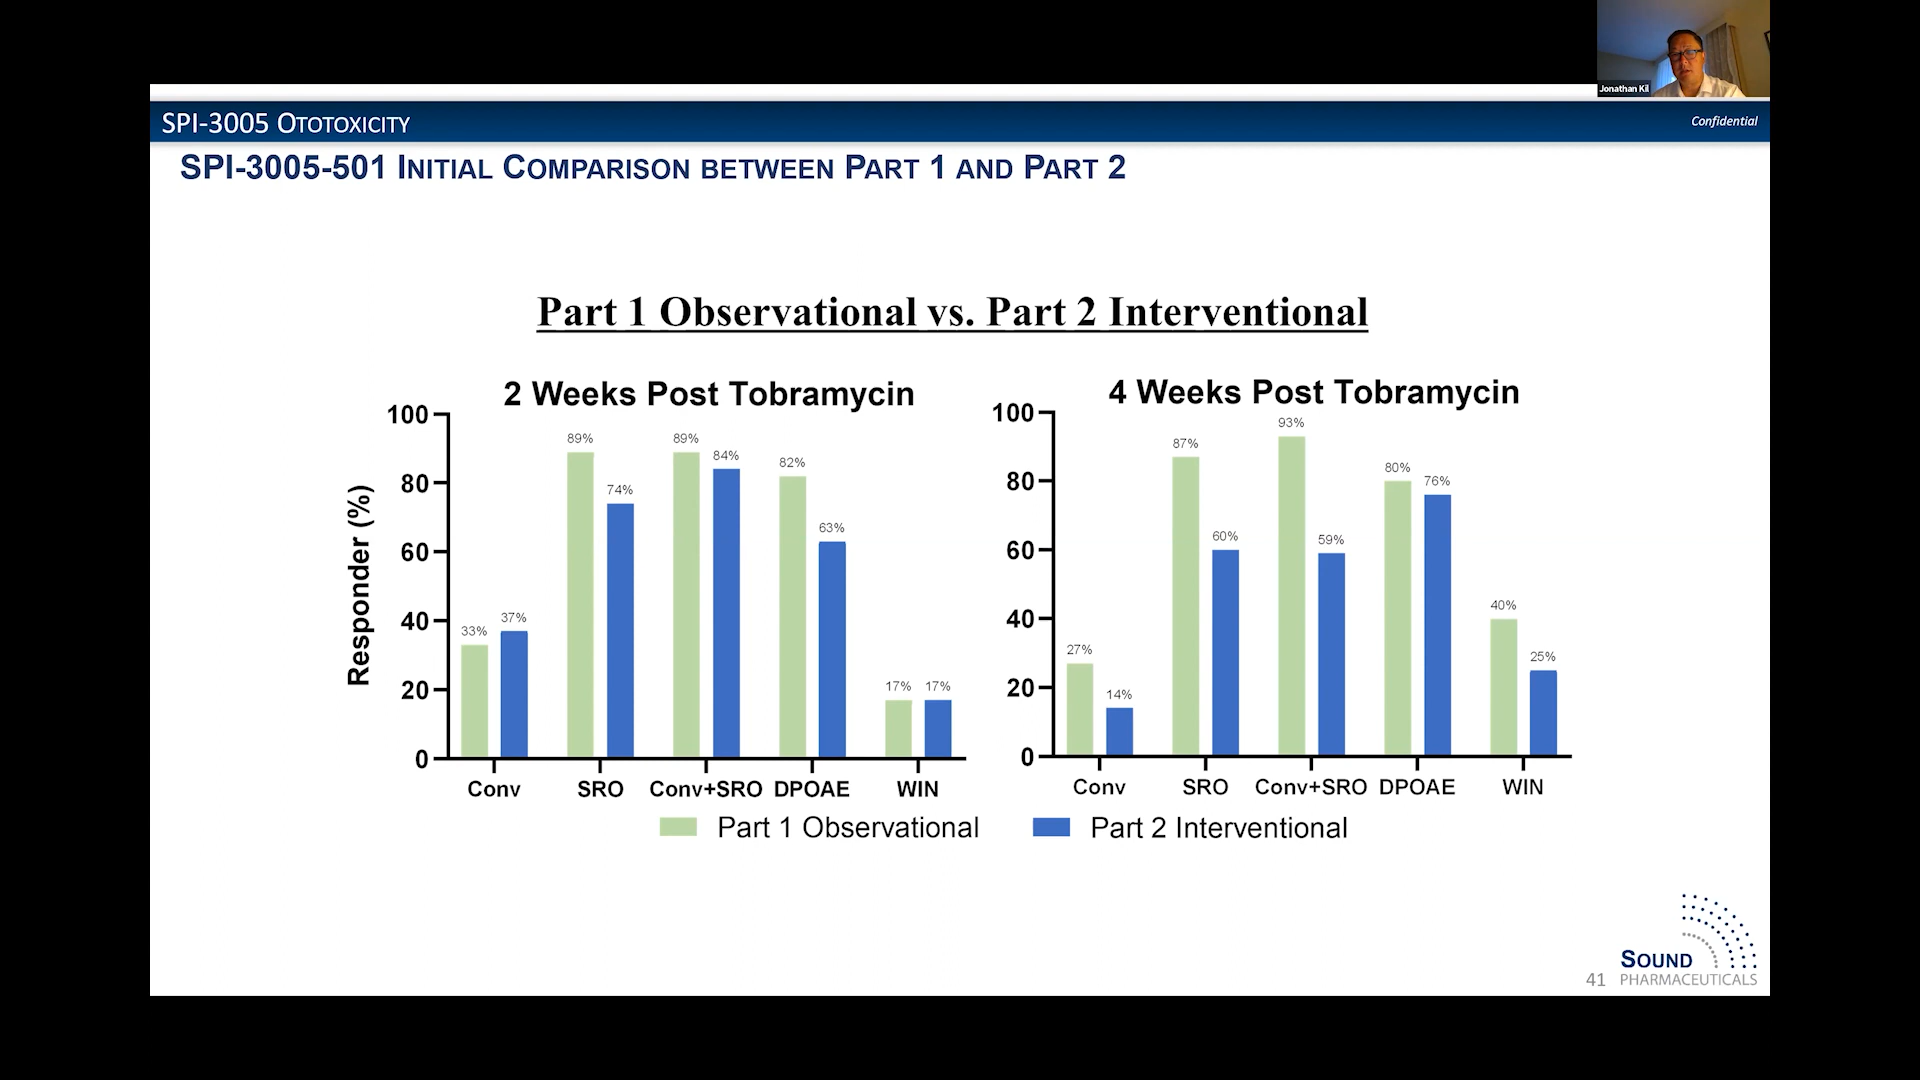 Jonathan Kil
SPI-3005 OTOTOXICITY
Confidential
SPI-3005-501 INITIAL COMPARISON BETWEEN PART 1 AND PART 2
Part 1 Observational vs. Part 2 Interventional
2 Weeks Post Tobramycin
Responder (%)
100
80
60
40
20
0
33%
37%
89%
74%
89%
84%
82%
63%
17%
17%
Conv SRO Conv+SRO DPOAE WIN
4 Weeks Post Tobramycin
100
80
60
40
20
0
27%
14%
87%
60%
93%
59%
80%
76%
40%
25%
Conv SRO Conv+SRO DPOAE WIN
Part 1 Observational Part 2 Interventional
SOUND
41 PHARMACEUTICALS